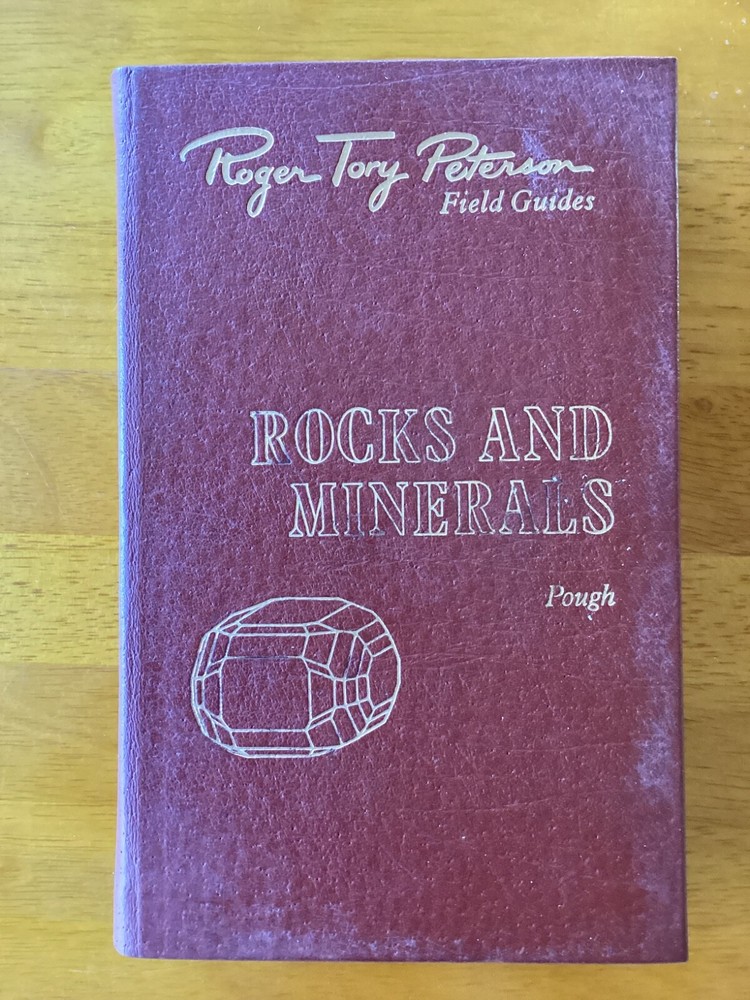 Roger Tory Peterson
Field Guides
ROCKS AND
MINERALS
Pough